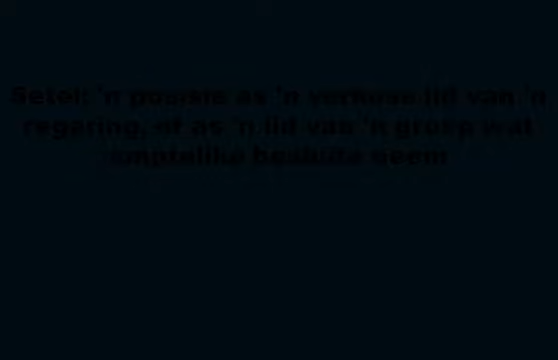 Setel: 'n posisie as 'n verkose lid van 'n
regering, of as 'n lid van 'n groep wat
amptelike besluite neem